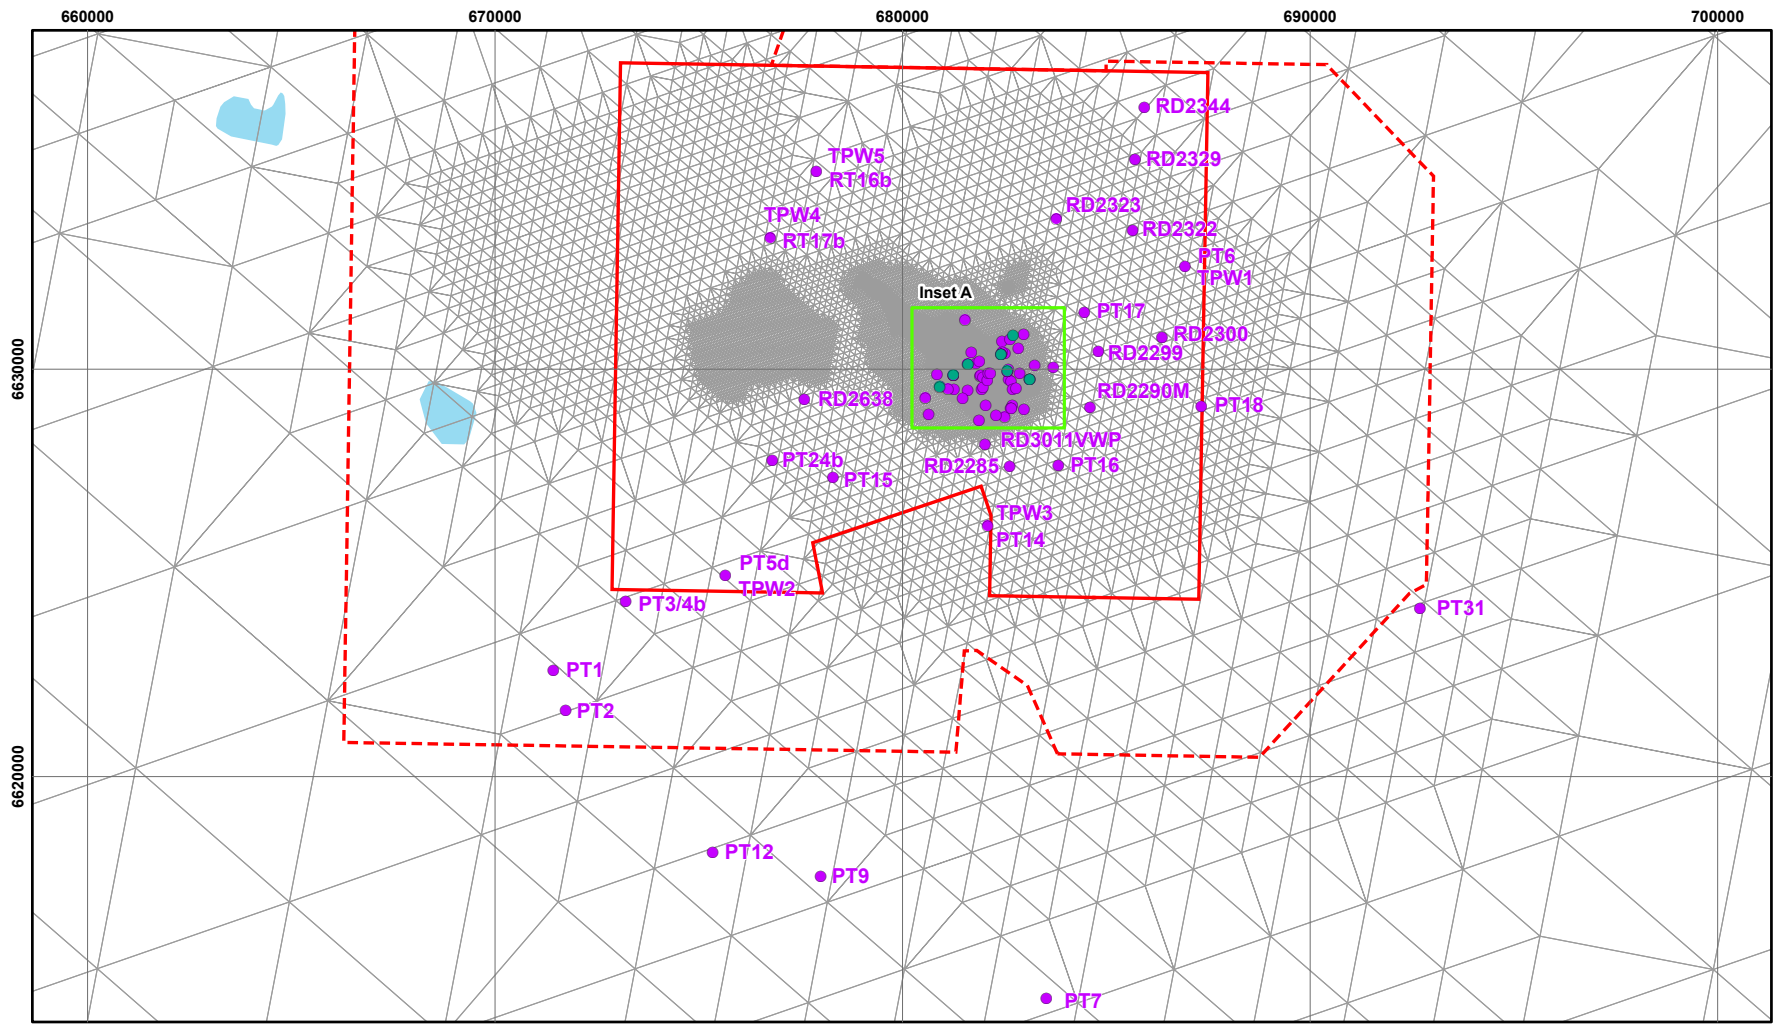 660000
670000
680000
690000
700000
RD2344
TPW5
RT16b
RD2329
TPW4
RD2323
RT17b
RD2322
PT6
TPW1
Inset A
PT17
RD2300
RD2299
6630000
RD2638
RD2290M
PT18
RD3011VWP
PT24b
RD2285
PT16
PT15
TPW3
PT14
PT5d
TPW2
PT3/4b
PT31
PT1
PT2
6620000
PT12
PT9
PT7